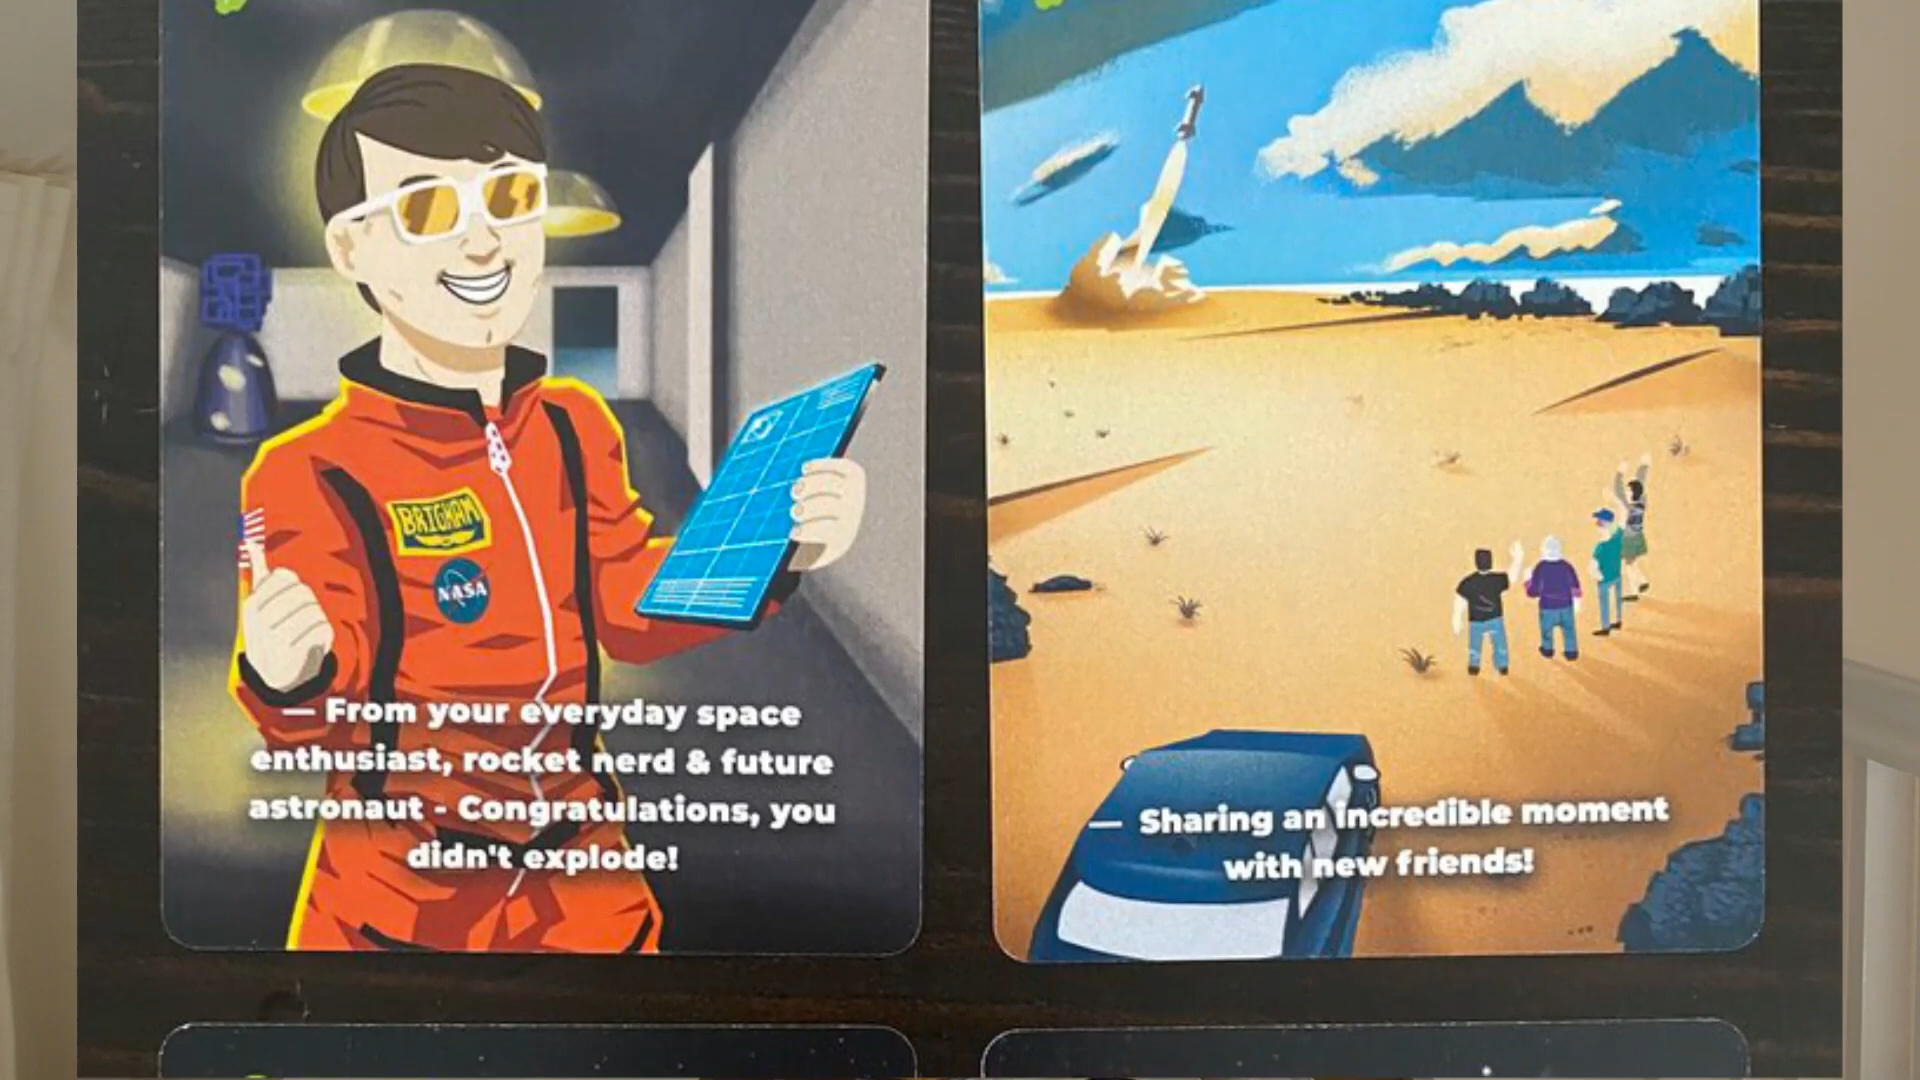 BRIGHAM
NASA
— From your everyday space
enthusiast, rocket nerd & future
astronaut - Congratulations, you
didn't explode!
— Sharing an incredible moment
with new friends!